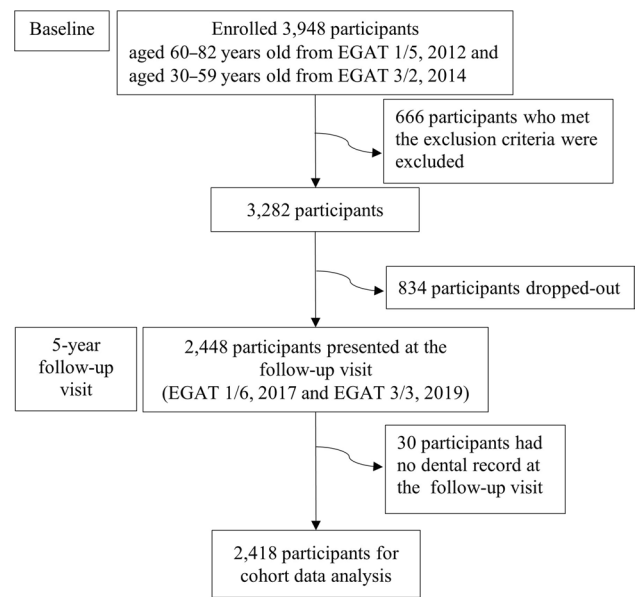 Baseline
Enrolled 3,948 participants
aged 60–82 years old from EGAT 1/5, 2012 and
aged 30–59 years old from EGAT 3/2, 2014
666 participants who met
the exclusion criteria were
excluded
3,282 participants
834 participants dropped-out
5-year
follow-up
visit
2,448 participants presented at the
follow-up visit
(EGAT 1/6, 2017 and EGAT 3/3, 2019)
30 participants had
no dental record at
the follow-up visit
2,418 participants for
cohort data analysis